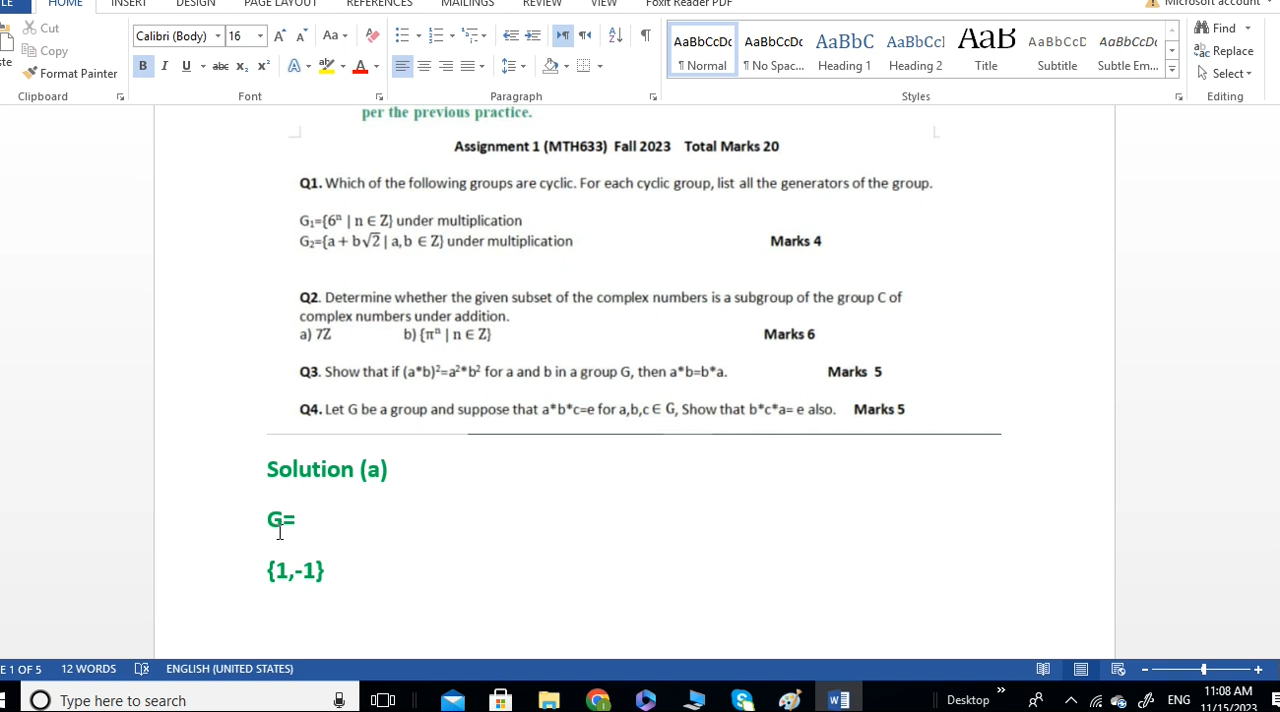 LE HOME INSERT DESIGN PAGE LAYOUT REFERENCES MAILINGS REVIEW VIEW Foxit Reader PDF Microsoft account
Cut Calibri (Body) 16 Aa Find
Copy AaBbCcDc AaBbCcDc AaBbC AaBbCcl AaB AaBbCcD AaBbCcDc Replace
Format Painter B I U abc x₂ x² A A ¶ Normal ¶ No Spac... Heading 1 Heading 2 Title Subtitle Subtle Em... Select
Clipboard Font Paragraph Styles Editing
per the previous practice.
Assignment 1 (MTH633) Fall 2023 Total Marks 20
Q1. Which of the following groups are cyclic. For each cyclic group, list all the generators of the group.
G₁={6ⁿ | n ∈ Z} under multiplication
G₂={a + b√2 | a,b ∈ Z} under multiplication Marks 4
Q2. Determine whether the given subset of the complex numbers is a subgroup of the group C of
complex numbers under addition.
a) 7Z b) {πⁿ | n ∈ Z} Marks 6
Q3. Show that if (a*b)²=a²*b² for a and b in a group G, then a*b=b*a. Marks 5
Q4. Let G be a group and suppose that a*b*c=e for a,b,c ∈ G, Show that b*c*a= e also. Marks 5
Solution (a)
G=
{1,-1}
E 1 OF 5 12 WORDS ENGLISH (UNITED STATES)
Type here to search Desktop ENG 11:08 AM
11/15/2023